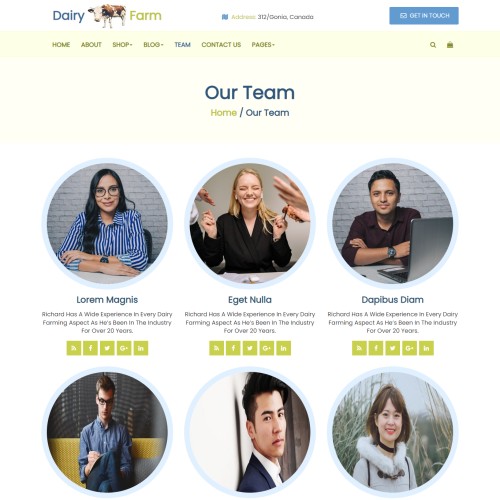 Dairy Farm
Address: 312/Gonia, Canada
GET IN TOUCH
HOME ABOUT SHOP BLOG TEAM CONTACT US PAGES
Our Team
Home / Our Team
Lorem Magnis
Richard Has A Wide Experience In Every Dairy
Farming Aspect As He's Been In The Industry
For Over 20 Years.
Eget Nulla
Richard Has A Wide Experience In Every Dairy
Farming Aspect As He's Been In The Industry
For Over 20 Years.
Dapibus Diam
Richard Has A Wide Experience In Every Dairy
Farming Aspect As He's Been In The Industry
For Over 20 Years.